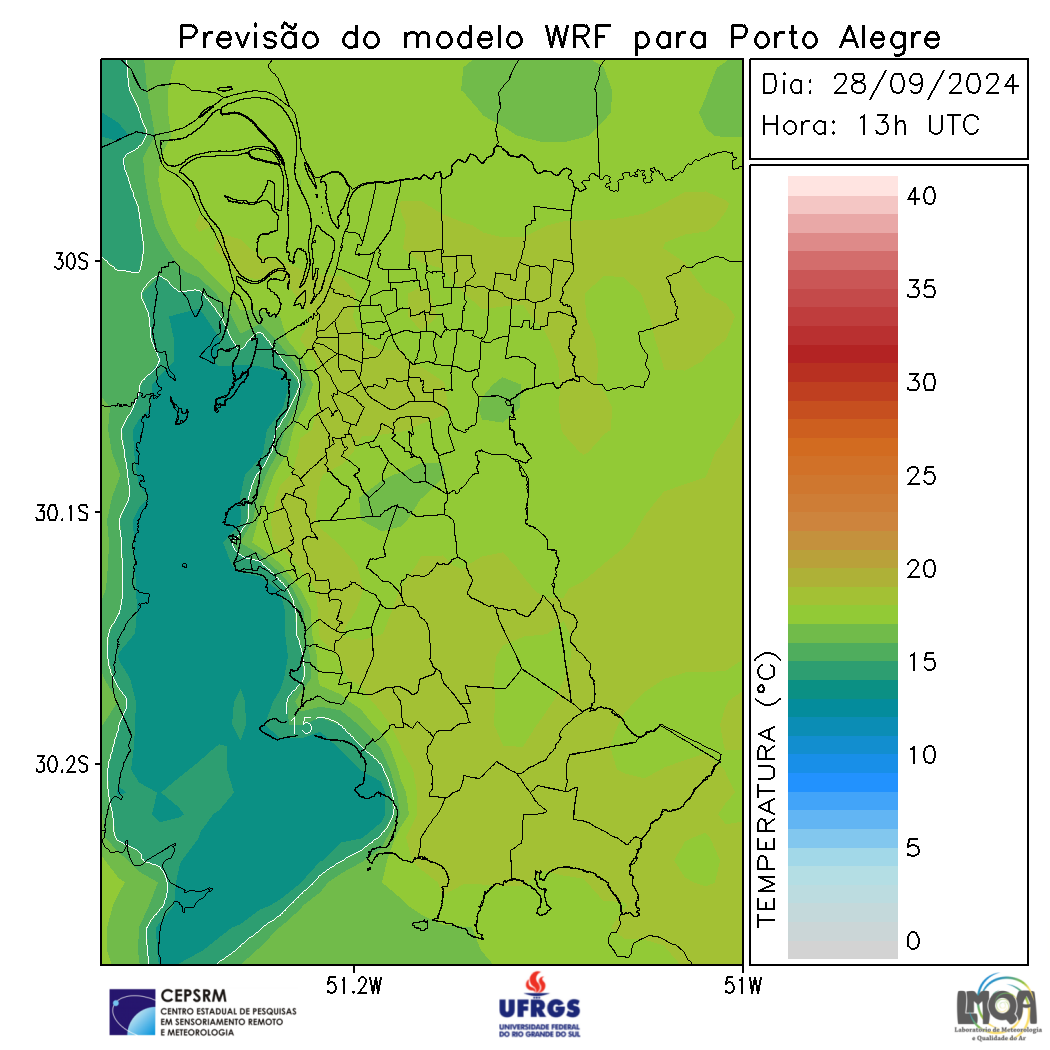 Previsão do modelo WRF para Porto Alegre
Dia: 28/09/2024
Hora: 13h UTC
30S
30.1S
30.2S
51.2W
51W
15
TEMPERATURA (°C)
40
35
30
25
20
15
10
5
0
CEPSRM
CENTRO ESTADUAL DE PESQUISAS
EM SENSORIAMENTO REMOTO
E METEOROLOGIA
UFRGS
UNIVERSIDADE FEDERAL
DO RIO GRANDE DO SUL
LMQA
Laboratório de Meteorologia
e Qualidade do Ar